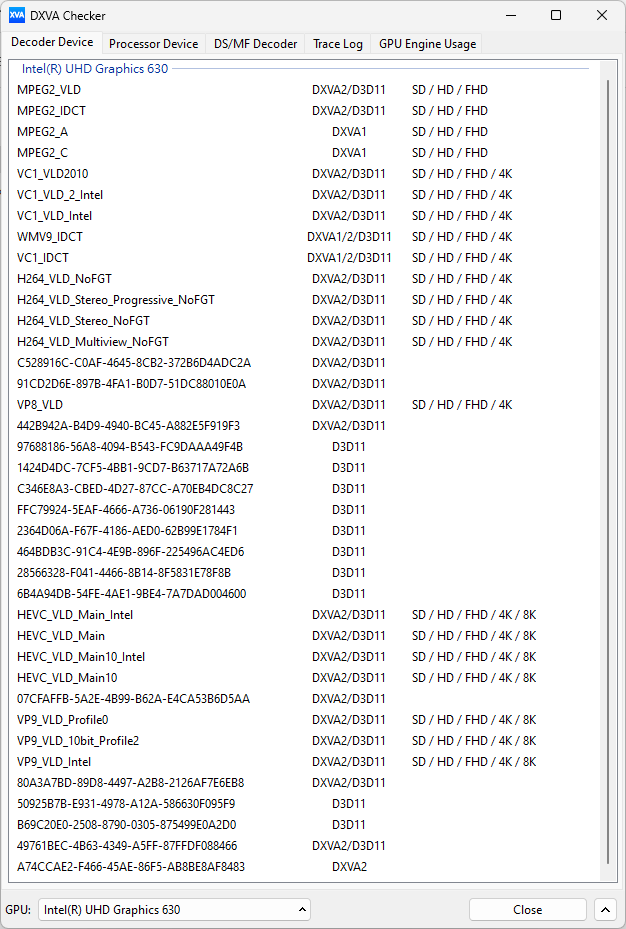 XVA DXVA Checker
Decoder Device Processor Device DS/MF Decoder Trace Log GPU Engine Usage
Intel(R) UHD Graphics 630
MPEG2_VLD DXVA2/D3D11 SD / HD / FHD
MPEG2_IDCT DXVA2/D3D11 SD / HD / FHD
MPEG2_A DXVA1 SD / HD / FHD
MPEG2_C DXVA1 SD / HD / FHD
VC1_VLD2010 DXVA2/D3D11 SD / HD / FHD / 4K
VC1_VLD_2_Intel DXVA2/D3D11 SD / HD / FHD / 4K
VC1_VLD_Intel DXVA2/D3D11 SD / HD / FHD / 4K
WMV9_IDCT DXVA1/2/D3D11 SD / HD / FHD / 4K
VC1_IDCT DXVA1/2/D3D11 SD / HD / FHD / 4K
H264_VLD_NoFGT DXVA2/D3D11 SD / HD / FHD / 4K
H264_VLD_Stereo_Progressive_NoFGT DXVA2/D3D11 SD / HD / FHD / 4K
H264_VLD_Stereo_NoFGT DXVA2/D3D11 SD / HD / FHD / 4K
H264_VLD_Multiview_NoFGT DXVA2/D3D11 SD / HD / FHD / 4K
C528916C-C0AF-4645-8CB2-372B6D4ADC2A DXVA2/D3D11
91CD2D6E-897B-4FA1-B0D7-51DC88010E0A DXVA2/D3D11
VP8_VLD DXVA2/D3D11 SD / HD / FHD / 4K
442B942A-B4D9-4940-BC45-A882E5F919F3 DXVA2/D3D11
97688186-56A8-4094-B543-FC9DAAA49F4B D3D11
1424D4DC-7CF5-4BB1-9CD7-B63717A72A6B D3D11
C346E8A3-CBED-4D27-87CC-A70EB4DC8C27 D3D11
FFC79924-5EAF-4666-A736-06190F281443 D3D11
2364D06A-F67F-4186-AED0-62B99E1784F1 D3D11
464BDB3C-91C4-4E9B-896F-225496AC4ED6 D3D11
28566328-F041-4466-8B14-8F5831E78F8B D3D11
6B4A94DB-54FE-4AE1-9BE4-7A7DAD004600 D3D11
HEVC_VLD_Main_Intel DXVA2/D3D11 SD / HD / FHD / 4K / 8K
HEVC_VLD_Main DXVA2/D3D11 SD / HD / FHD / 4K / 8K
HEVC_VLD_Main10_Intel DXVA2/D3D11 SD / HD / FHD / 4K / 8K
HEVC_VLD_Main10 DXVA2/D3D11 SD / HD / FHD / 4K / 8K
07CFAFFB-5A2E-4B99-B62A-E4CA53B6D5AA DXVA2/D3D11
VP9_VLD_Profile0 DXVA2/D3D11 SD / HD / FHD / 4K / 8K
VP9_VLD_10bit_Profile2 DXVA2/D3D11 SD / HD / FHD / 4K / 8K
VP9_VLD_Intel DXVA2/D3D11 SD / HD / FHD / 4K / 8K
80A3A7BD-89D8-4497-A2B8-2126AF7E6EB8 DXVA2/D3D11
50925B7B-E931-4978-A12A-586630F095F9 D3D11
B69C20E0-2508-8790-0305-875499E0A2D0 D3D11
49761BEC-4B63-4349-A5FF-87FFDF088466 DXVA2/D3D11
A74CCAE2-F466-45AE-86F5-AB8BE8AF8483 DXVA2
GPU: Intel(R) UHD Graphics 630 Close